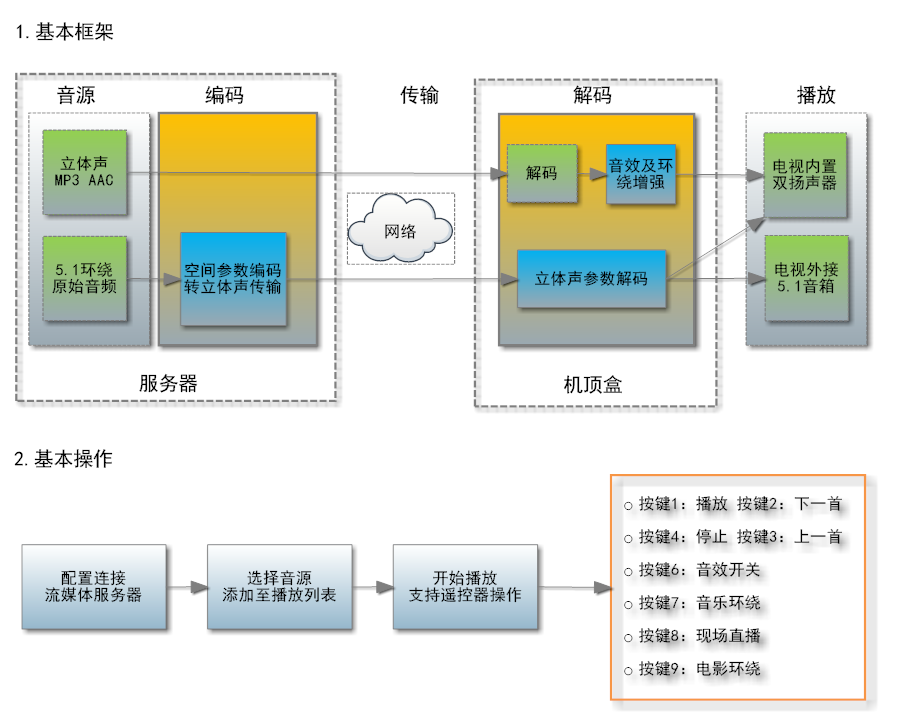 1.基本框架
音源
编码
传输
解码
播放
立体声
MP3 AAC
解码
音效及环
绕增强
电视内置
双扬声器
网络
5.1环绕
原始音频
空间参数编码
转立体声传输
立体声参数解码
电视外接
5.1音箱
服务器
机顶盒
2.基本操作
配置连接
流媒体服务器
选择音源
添加至播放列表
开始播放
支持遥控器操作
○ 按键1：播放 按键2：下一首
○ 按键4：停止 按键3：上一首
○ 按键6：音效开关
○ 按键7：音乐环绕
○ 按键8：现场直播
○ 按键9：电影环绕